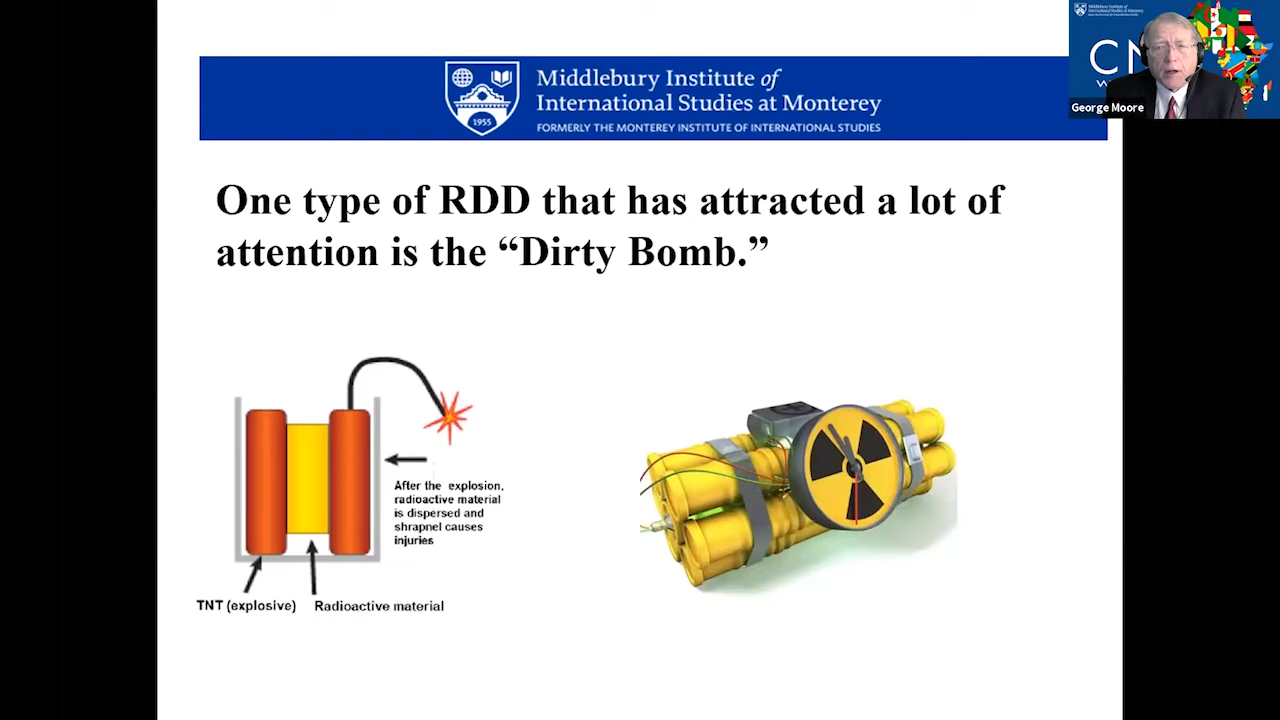 Middlebury Institute of
International Studies at Monterey
FORMERLY THE MONTEREY INSTITUTE OF INTERNATIONAL STUDIES
1955
George Moore
One type of RDD that has attracted a lot of
attention is the “Dirty Bomb.”
After the explosion,
radioactive material
is dispersed and
shrapnel causes
injuries
TNT (explosive)
Radioactive material